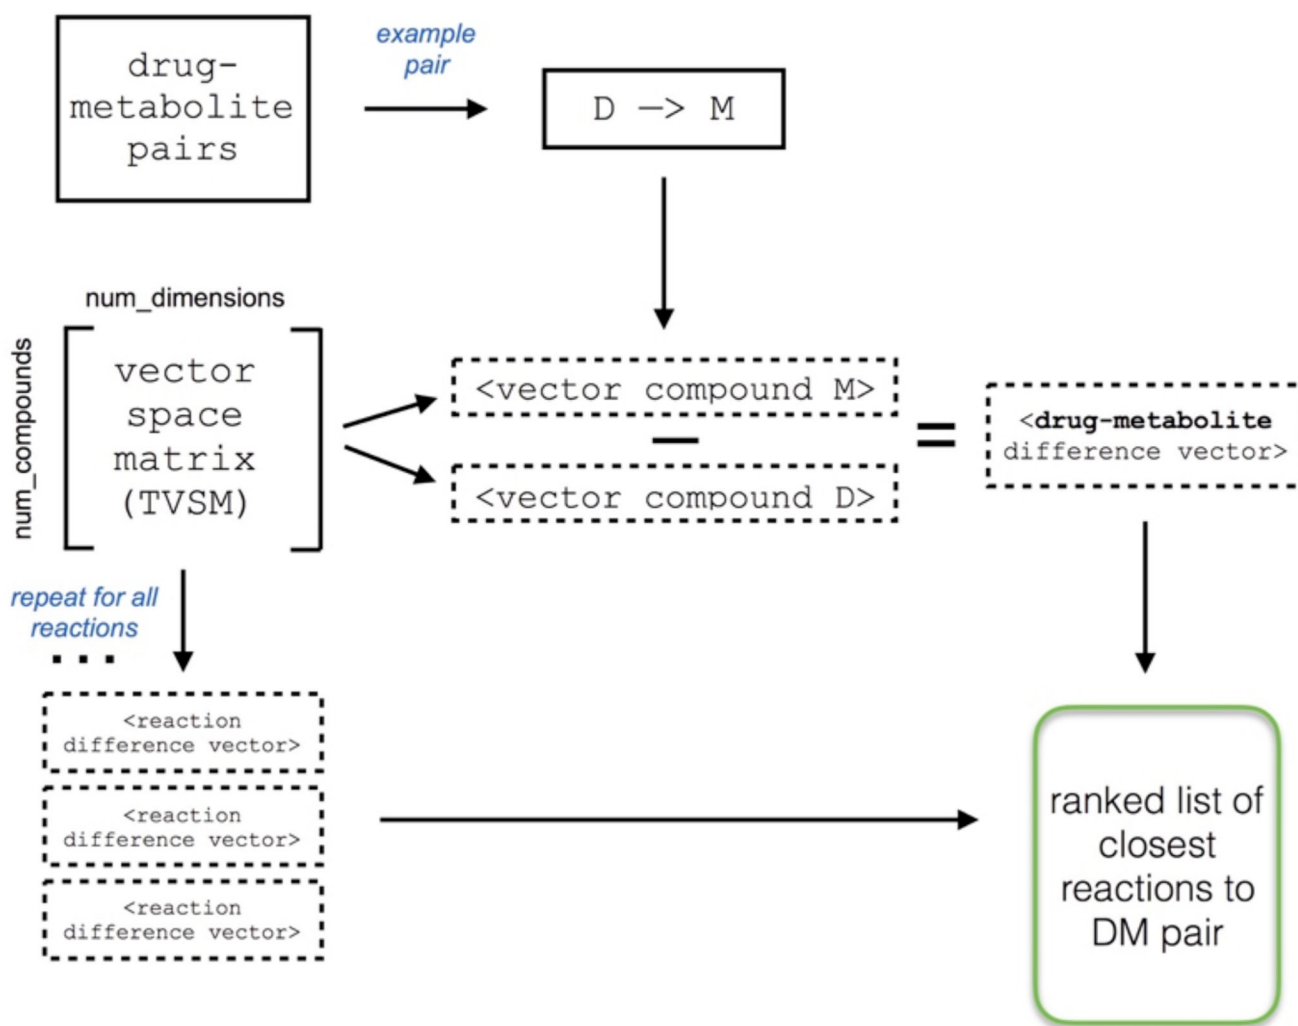 drug-
metabolite
pairs
example
pair
D —> M
num_dimensions
num_compounds
vector
space
matrix
(TVSM)
<vector compound M>
—
<vector compound D>
=
<drug-metabolite
difference vector>
repeat for all
reactions
...
<reaction
difference vector>
<reaction
difference vector>
<reaction
difference vector>
ranked list of
closest
reactions to
DM pair